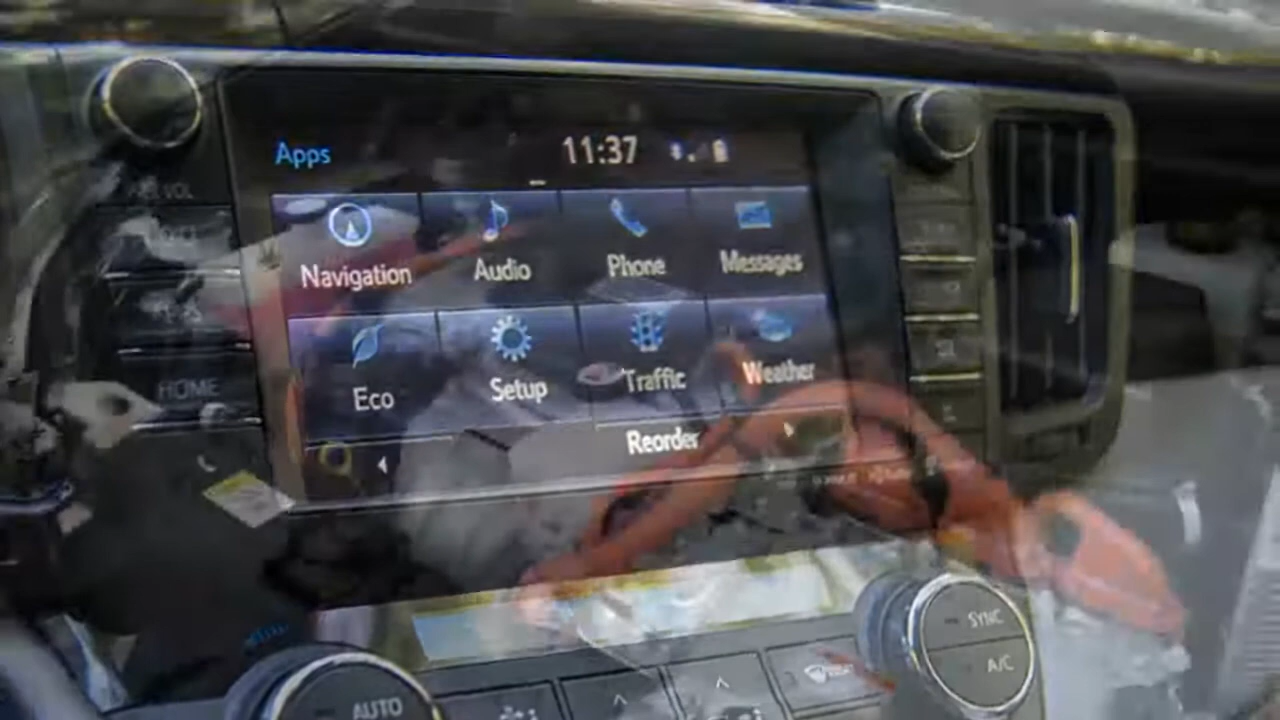 Apps 11:37
Navigation Audio Phone Messages
Eco Setup Traffic Weather
HOME
Reorder
SYNC
A/C
AUTO